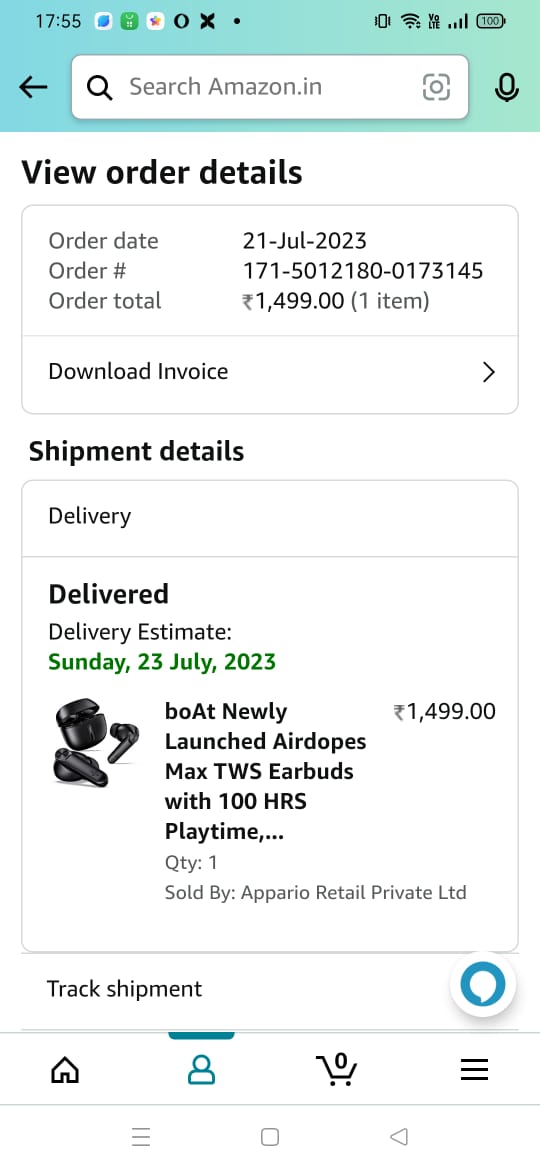 17:55
Vo
LTE
100
Search Amazon.in
View order details
Order date 21-Jul-2023
Order # 171-5012180-0173145
Order total ₹1,499.00 (1 item)
Download Invoice
Shipment details
Delivery
Delivered
Delivery Estimate:
Sunday, 23 July, 2023
boAt Newly ₹1,499.00
Launched Airdopes
Max TWS Earbuds
with 100 HRS
Playtime,...
Qty: 1
Sold By: Appario Retail Private Ltd
Track shipment
0